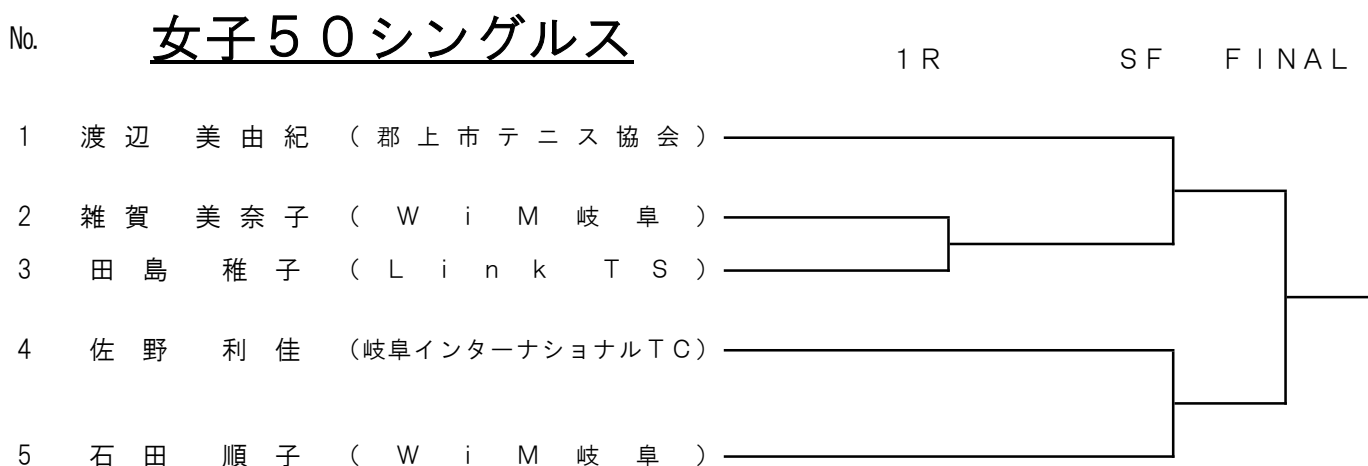 No. 女子５０シングルス １Ｒ ＳＦ ＦＩＮＡＬ
1 渡辺 美由紀 (郡上市テニス協会)
2 雑賀 美奈子 (ＷｉＭ岐阜)
3 田島 稚子 (Ｌｉｎｋ ＴＳ)
4 佐野 利佳 (岐阜インターナショナルＴＣ)
5 石田 順子 (ＷｉＭ岐阜)